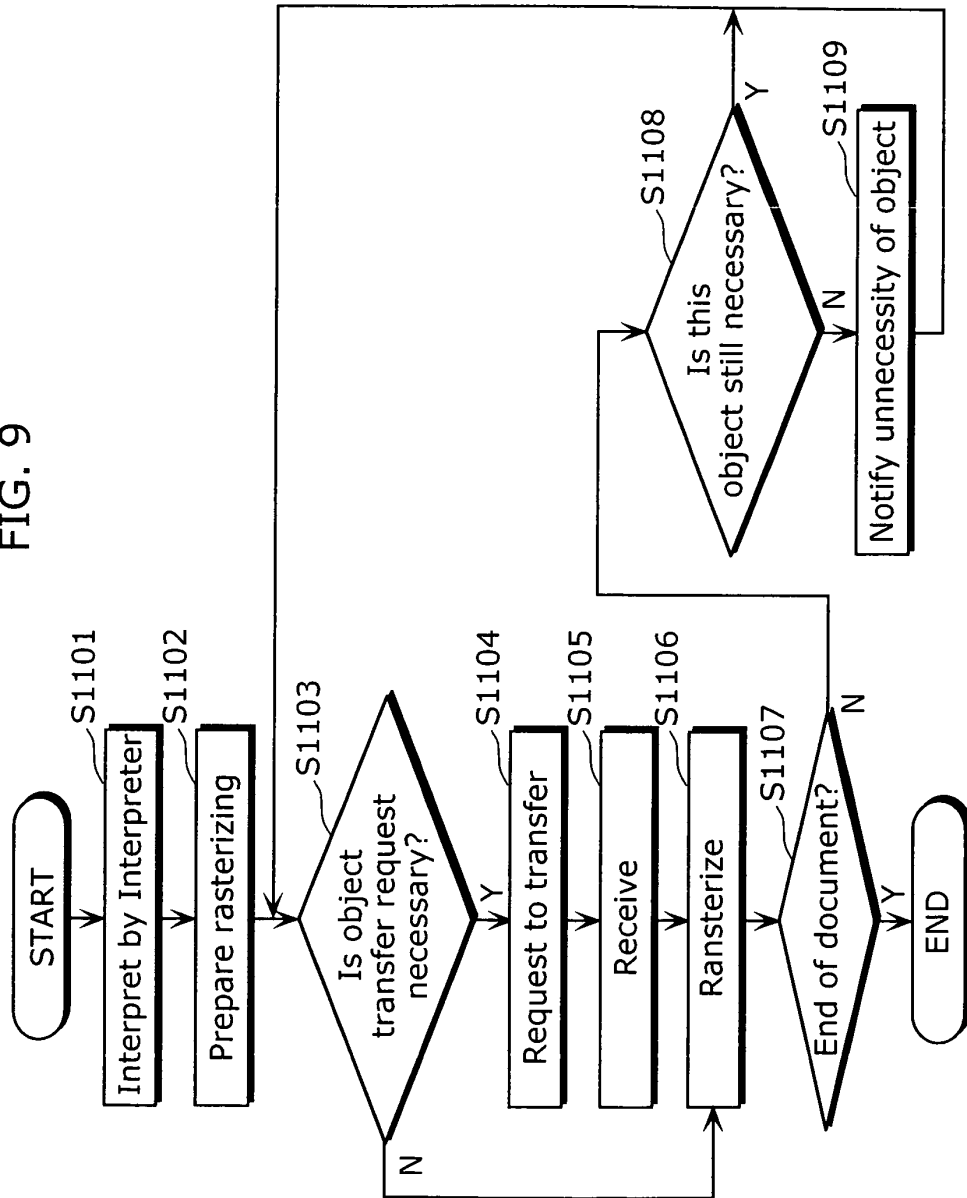 FIG. 9
START
S1101
Interpret by Interpreter
S1102
Prepare rasterizing
S1103
Is object
transfer request
necessary?
N
Y
S1104
Request to transfer
S1105
Receive
S1106
Ransterize
S1107
End of document?
N
Y
END
S1108
Is this
object still necessary?
Y
N
S1109
Notify unnecessity of object